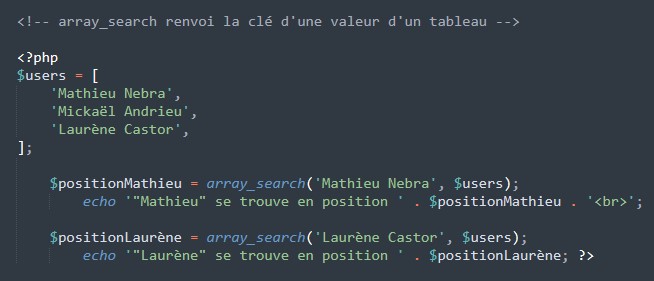 <!-- array_search renvoi la clé d'une valeur d'un tableau -->
<?php
$users = [
'Mathieu Nebra',
'Mickaël Andrieu',
'Laurène Castor',
];
$positionMathieu = array_search('Mathieu Nebra', $users);
echo '"Mathieu" se trouve en position ' . $positionMathieu . '<br>';
$positionLaurène = array_search('Laurène Castor', $users);
echo '"Laurène" se trouve en position ' . $positionLaurène; ?>